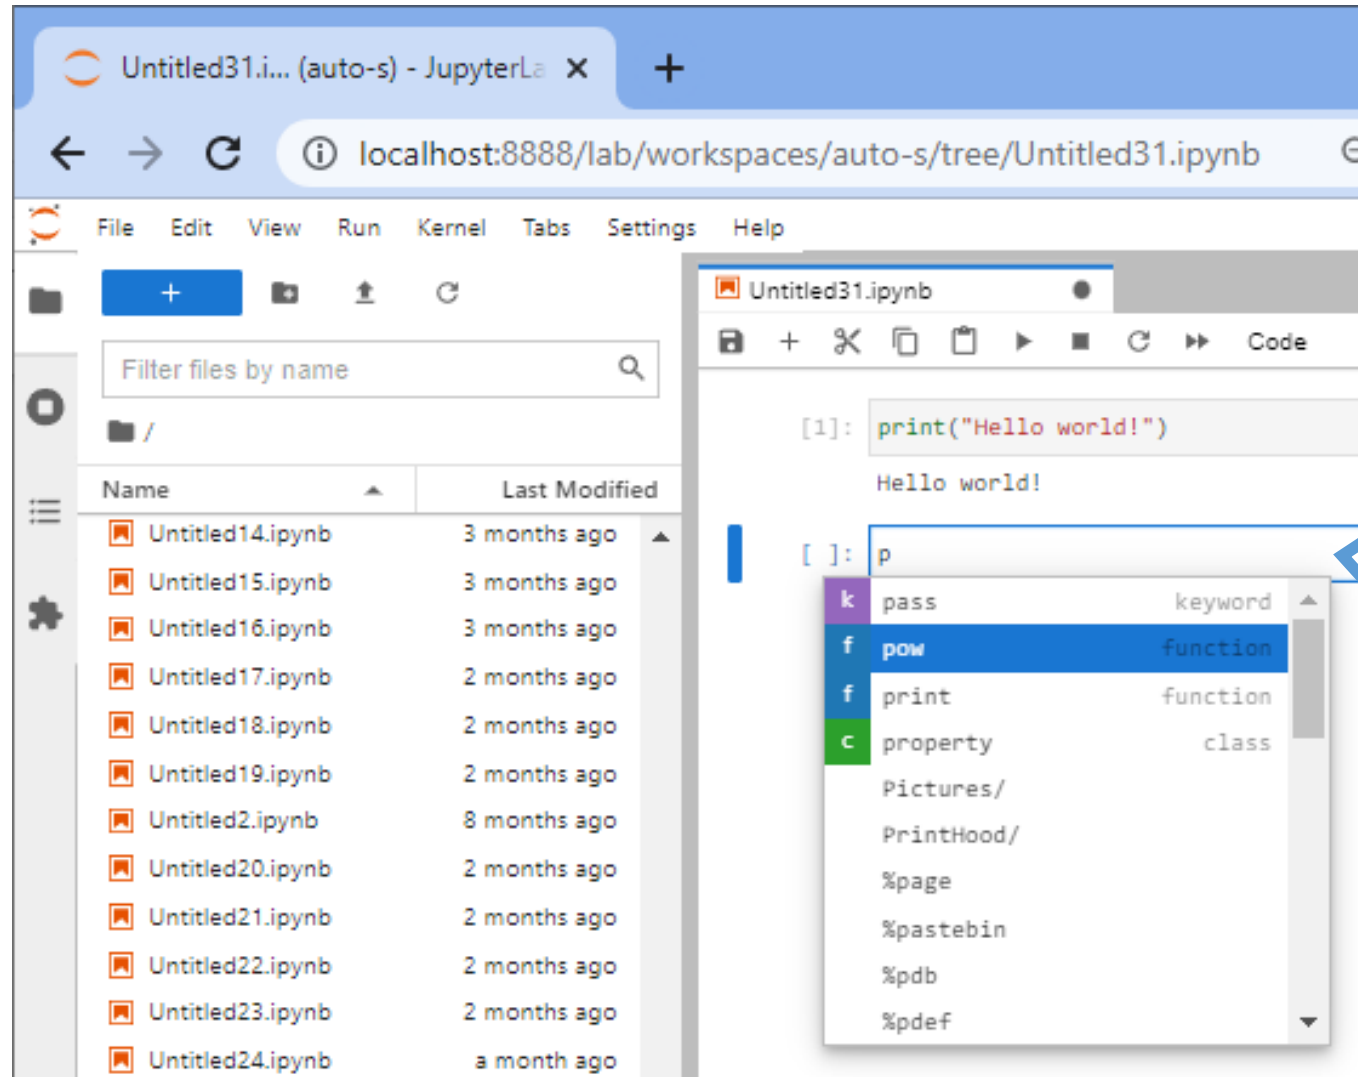 Untitled31.i... (auto-s) - JupyterLa
localhost:8888/lab/workspaces/auto-s/tree/Untitled31.ipynb
File Edit View Run Kernel Tabs Settings Help
+
Filter files by name
/
Name Last Modified
Untitled14.ipynb 3 months ago
Untitled15.ipynb 3 months ago
Untitled16.ipynb 3 months ago
Untitled17.ipynb 2 months ago
Untitled18.ipynb 2 months ago
Untitled19.ipynb 2 months ago
Untitled2.ipynb 8 months ago
Untitled20.ipynb 2 months ago
Untitled21.ipynb 2 months ago
Untitled22.ipynb 2 months ago
Untitled23.ipynb 2 months ago
Untitled24.ipynb a month ago
Untitled31.ipynb
Code
[1]: print("Hello world!")
Hello world!
[ ]: p
k pass keyword
f pow function
f print function
c property class
Pictures/
PrintHood/
%page
%pastebin
%pdb
%pdef